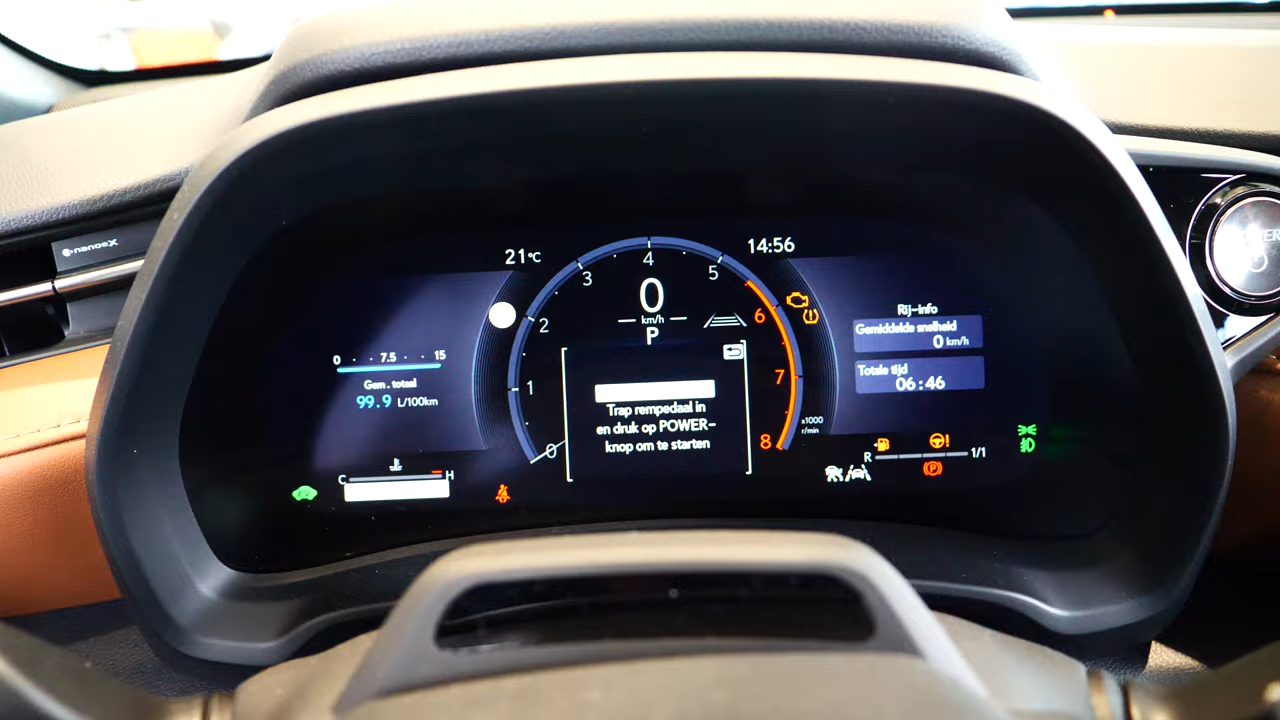 nanoeX
21°C
14:56
0 7.5 15
Gem. totaal
99.9 L/100km
C H
0
1
2
3
4
5
6
7
8
x1000
r/min
0
km/h
P
Trap rempedaal in
en druk op POWER-
knop om te starten
Rij-info
Gemiddelde snelheid
0 km/h
Totale tijd
06:46
R 1/1
(P)